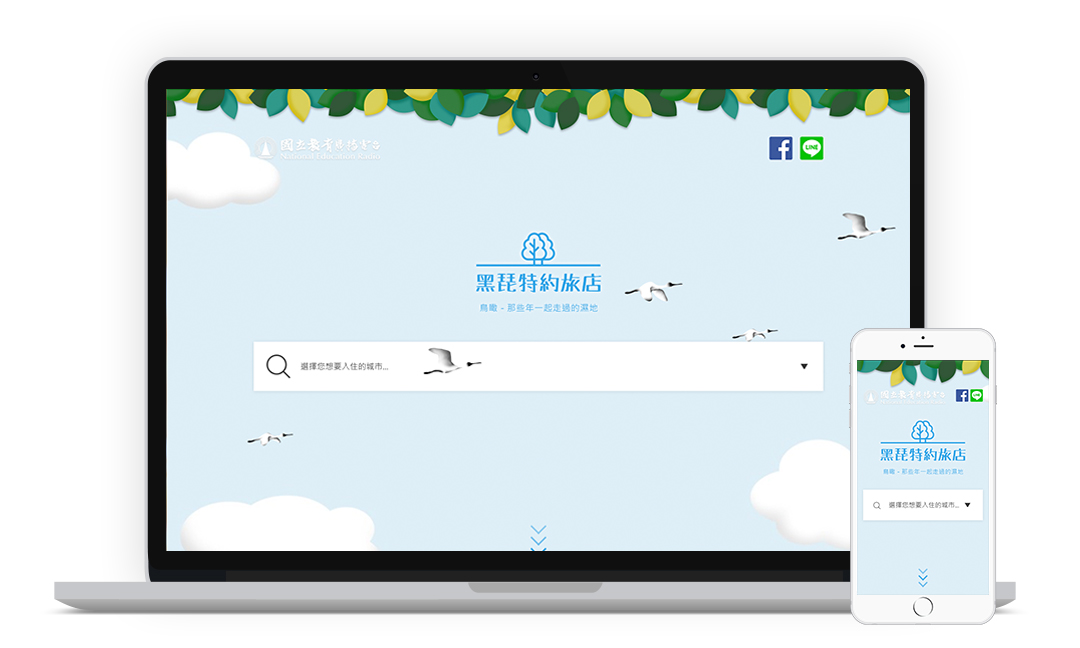 國立教育廣播電台
National Education Radio
LINE
黑琵特約旅店
鳥瞰 - 那些年一起走過的濕地
選擇您想要入住的城市...
國立教育廣播電台
LINE
黑琵特約旅店
鳥瞰 - 那些年一起走過的濕地
選擇您想要入住的城市...